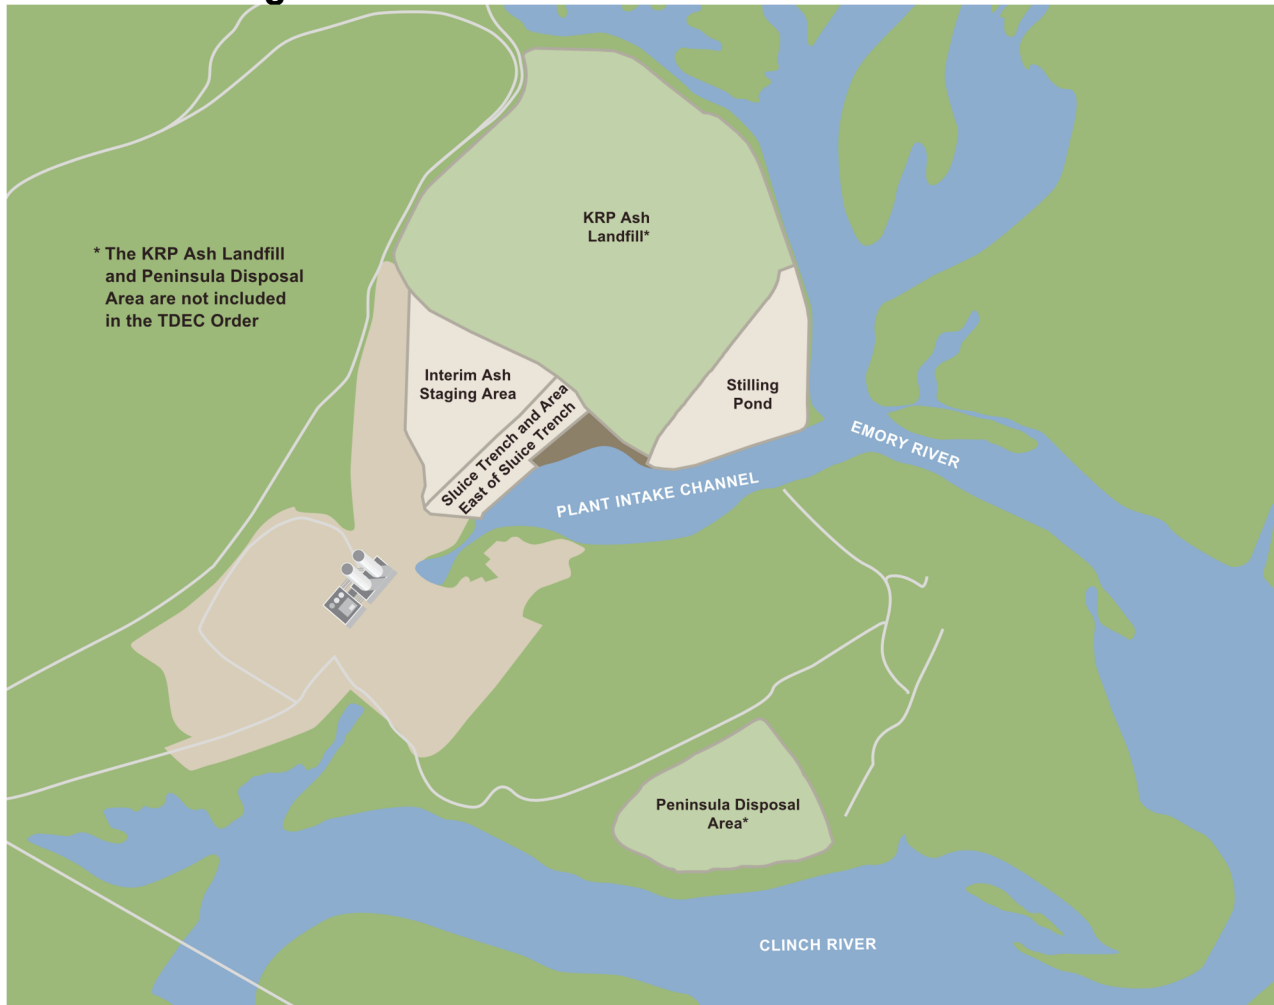 KRP Ash
Landfill*
* The KRP Ash Landfill
and Peninsula Disposal
Area are not included
in the TDEC Order
Interim Ash
Staging Area
Sluice Trench and Area
East of Sluice Trench
Stilling
Pond
EMORY RIVER
PLANT INTAKE CHANNEL
Peninsula Disposal
Area*
CLINCH RIVER